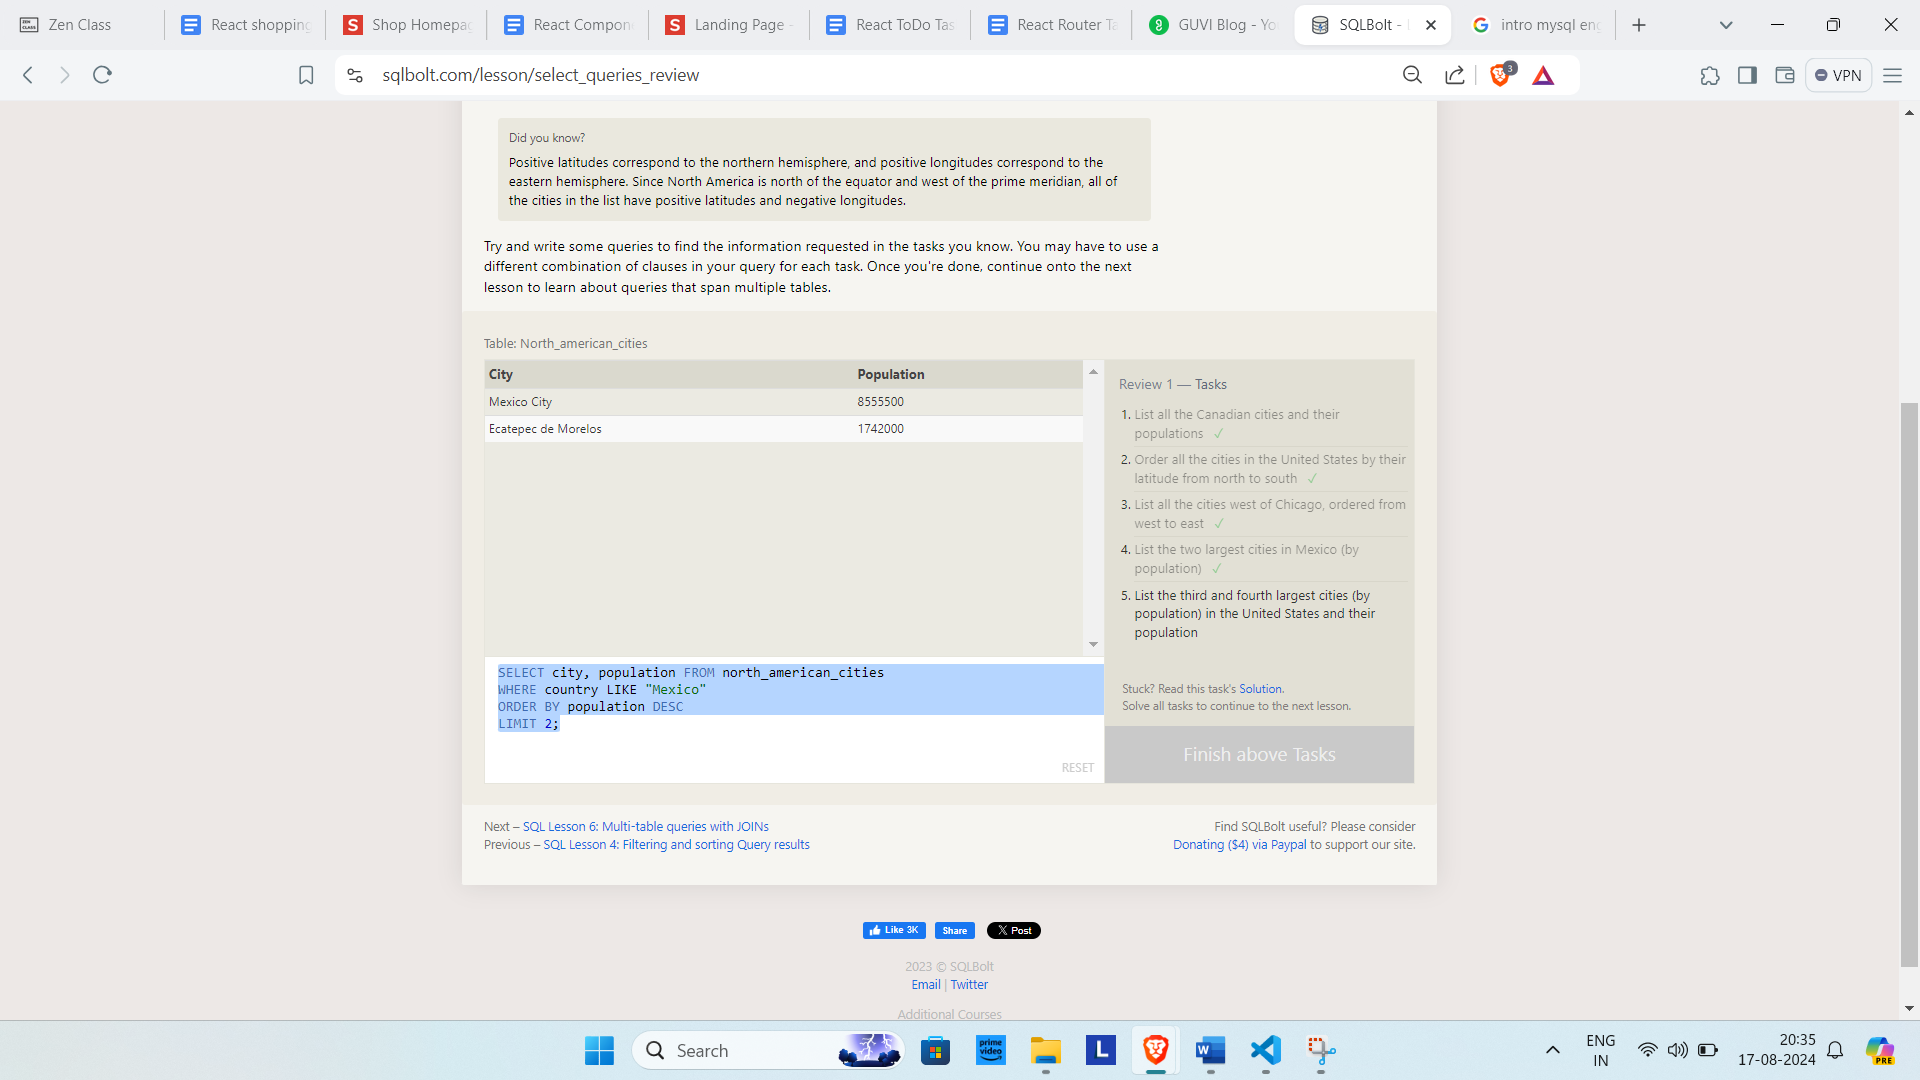 Zen Class
React shopping
Shop Homepag
React Compon
Landing Page -
React ToDo Tas
React Router Ta
GUVI Blog - Yo
SQLBolt -
intro mysql eng
sqlbolt.com/lesson/select_queries_review
3
VPN
Did you know?
Positive latitudes correspond to the northern hemisphere, and positive longitudes correspond to the
eastern hemisphere. Since North America is north of the equator and west of the prime meridian, all of
the cities in the list have positive latitudes and negative longitudes.
Try and write some queries to find the information requested in the tasks you know. You may have to use a
different combination of clauses in your query for each task. Once you're done, continue onto the next
lesson to learn about queries that span multiple tables.
Table: North_american_cities
City Population
Mexico City 8555500
Ecatepec de Morelos 1742000
SELECT city, population FROM north_american_cities
WHERE country LIKE "Mexico"
ORDER BY population DESC
LIMIT 2;
RESET
Review 1 — Tasks
1. List all the Canadian cities and their
populations ✓
2. Order all the cities in the United States by their
latitude from north to south ✓
3. List all the cities west of Chicago, ordered from
west to east ✓
4. List the two largest cities in Mexico (by
population) ✓
5. List the third and fourth largest cities (by
population) in the United States and their
population
Stuck? Read this task's Solution.
Solve all tasks to continue to the next lesson.
Finish above Tasks
Next – SQL Lesson 6: Multi-table queries with JOINs
Previous – SQL Lesson 4: Filtering and sorting Query results
Find SQLBolt useful? Please consider
Donating ($4) via Paypal to support our site.
Like 3K
Share
Post
2023 © SQLBolt
Email | Twitter
Additional Courses
Search
prime
video
L
W
ENG
IN
20:35
17-08-2024
PRE